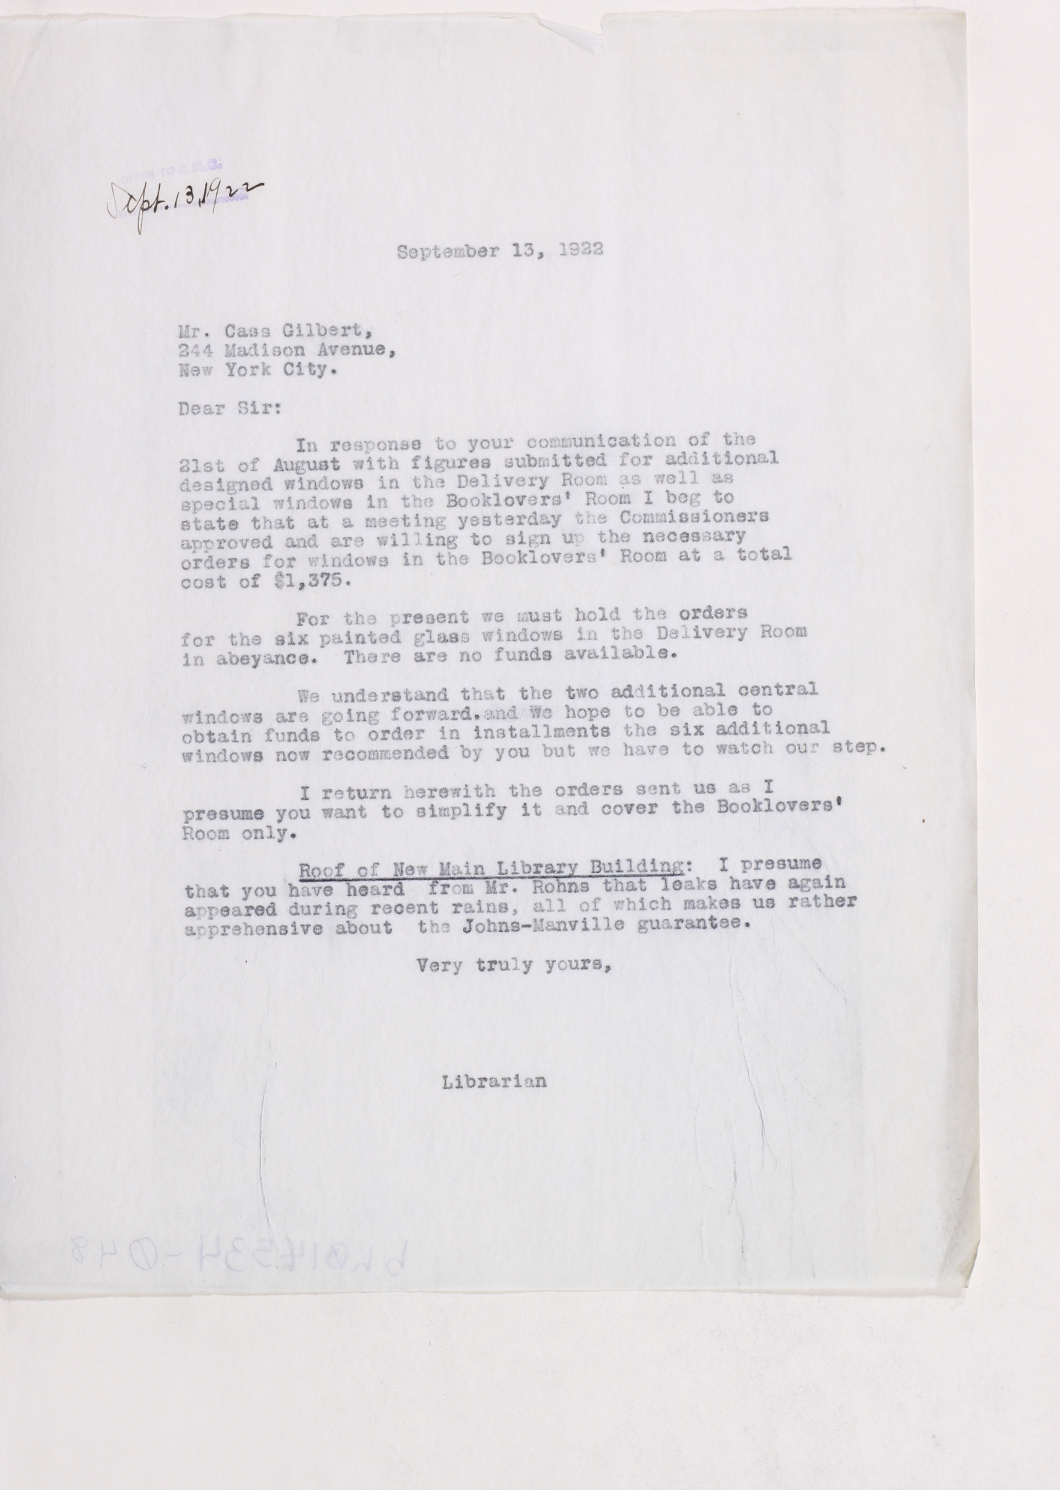 Sept. 13, 1922
September 13, 1922
Mr. Cass Gilbert,
244 Madison Avenue,
New York City.
Dear Sir:
In response to your communication of the
21st of August with figures submitted for additional
designed windows in the Delivery Room as well as
special windows in the Booklovers' Room I beg to
state that at a meeting yesterday the Commissioners
approved and are willing to sign up the necessary
orders for windows in the Booklovers' Room at a total
cost of $1,375.
For the present we must hold the orders
for the six painted glass windows in the Delivery Room
in abeyance. There are no funds available.
We understand that the two additional central
windows are going forward.and We hope to be able to
obtain funds to order in installments the six additional
windows now recommended by you but we have to watch our step.
I return herewith the orders sent us as I
presume you want to simplify it and cover the Booklovers'
Room only.
Roof of New Main Library Building: I presume
that you have heard from Mr. Rohns that leaks have again
appeared during recent rains, all of which makes us rather
apprehensive about the Johns-Manville guarantee.
Very truly yours,
Librarian